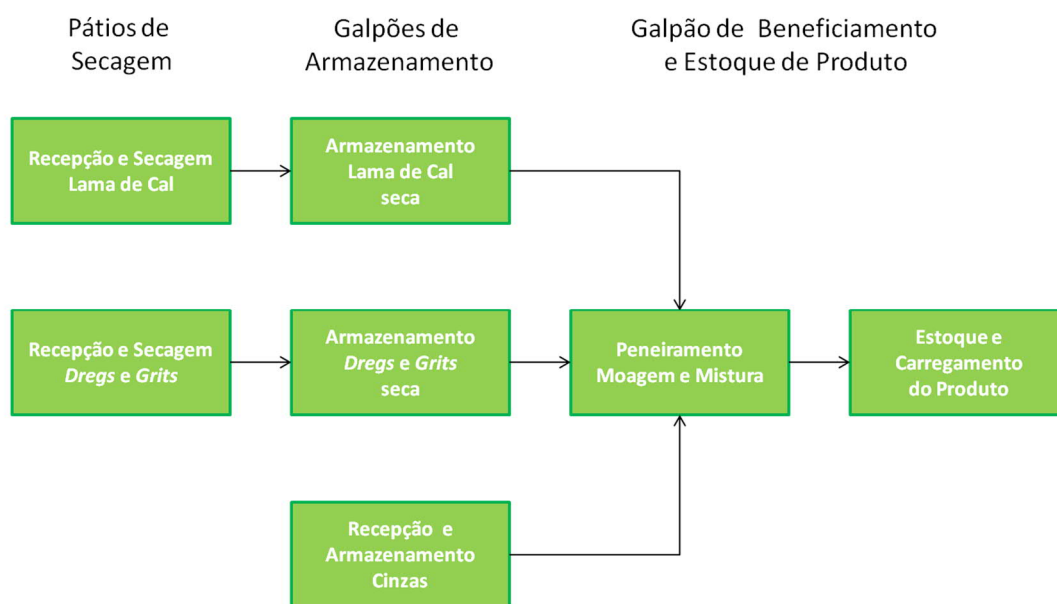 Pátios de
Secagem
Galpões de
Armazenamento
Galpão de Beneficiamento
e Estoque de Produto
Recepção e Secagem
Lama de Cal
Armazenamento
Lama de Cal
seca
Recepção e Secagem
Dregs e Grits
Armazenamento
Dregs e Grits
seca
Peneiramento
Moagem e Mistura
Estoque e
Carregamento
do Produto
Recepção e
Armazenamento
Cinzas